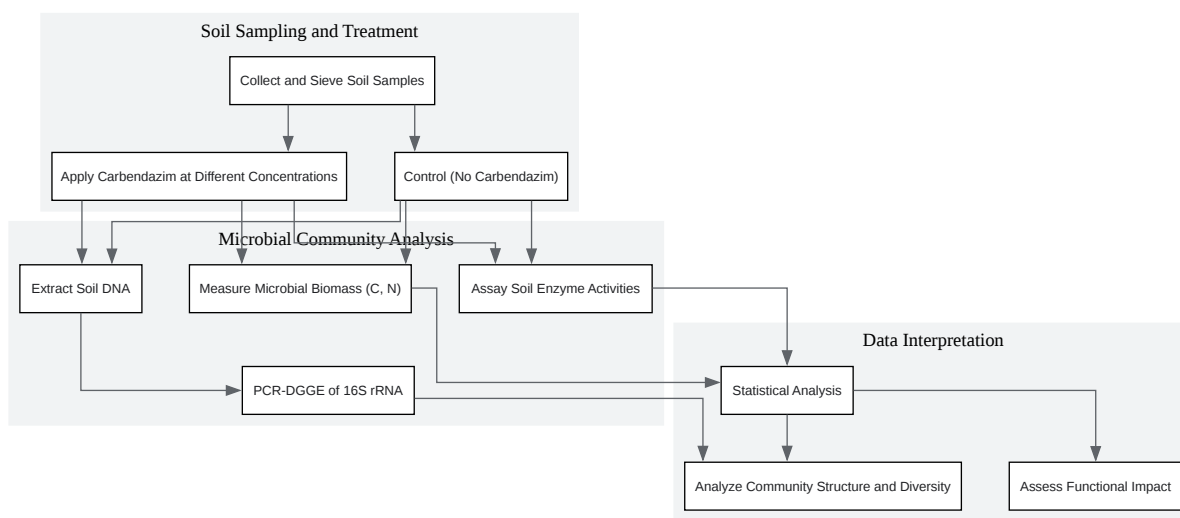 Soil Sampling and Treatment
Collect and Sieve Soil Samples
Apply Carbendazim at Different Concentrations
Control (No Carbendazim)
Microbial Community Analysis
Extract Soil DNA
Measure Microbial Biomass (C, N)
Assay Soil Enzyme Activities
PCR-DGGE of 16S rRNA
Data Interpretation
Statistical Analysis
Analyze Community Structure and Diversity
Assess Functional Impact